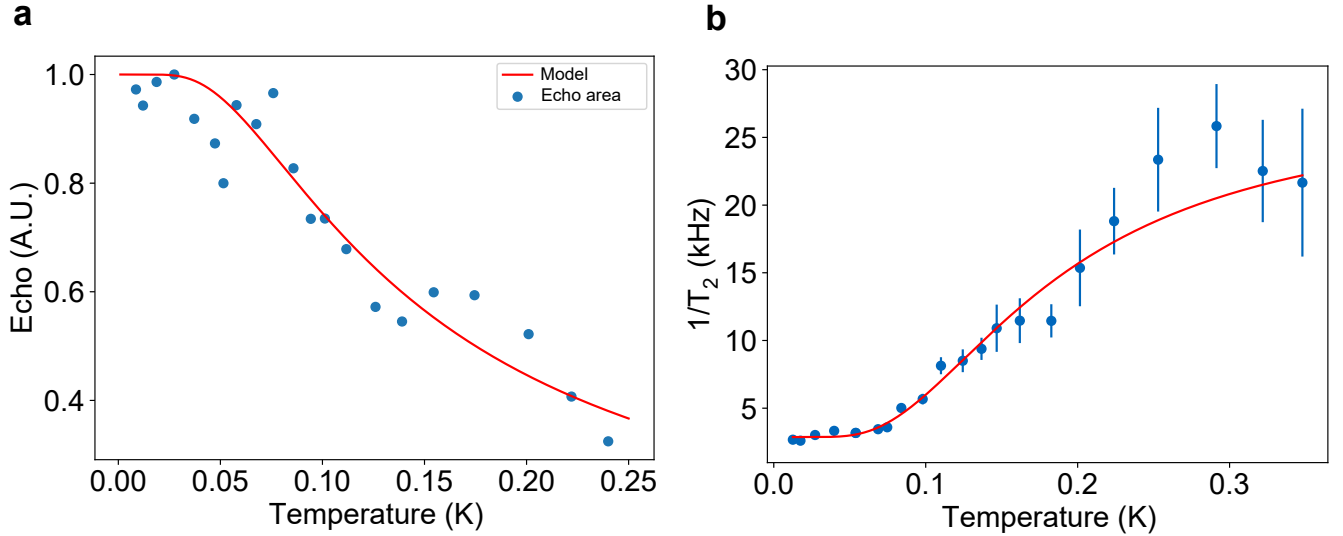 a
Echo (A.U.)
1.0
0.8
0.6
0.4
Model
Echo area
0.00 0.05 0.10 0.15 0.20 0.25
Temperature (K)
b
1/T2 (kHz)
30
25
20
15
10
5
0.0 0.1 0.2 0.3
Temperature (K)